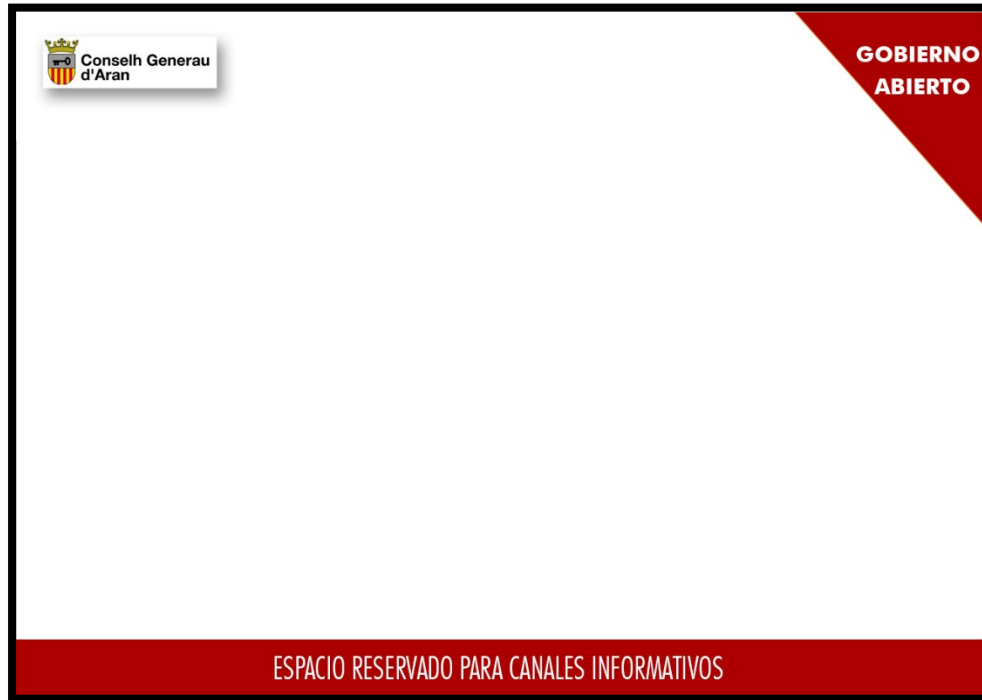 Conselh Generau
d'Aran
GOBIERNO
ABIERTO
ESPACIO RESERVADO PARA CANALES INFORMATIVOS